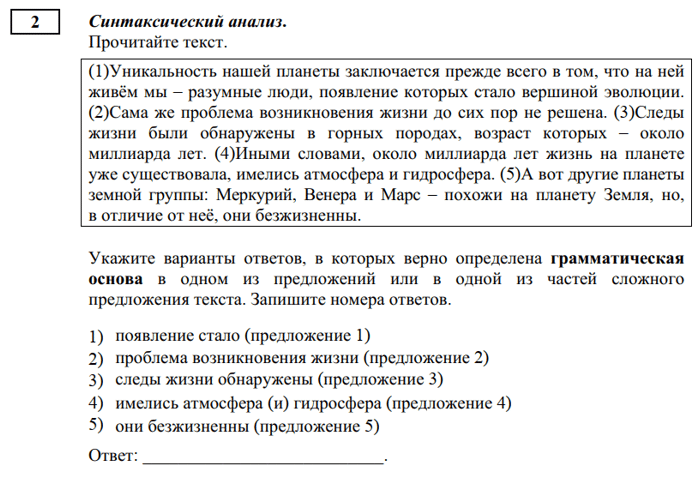 2
Синтаксический анализ.
Прочитайте текст.
(1)Уникальность нашей планеты заключается прежде всего в том, что на ней
живём мы – разумные люди, появление которых стало вершиной эволюции.
(2)Сама же проблема возникновения жизни до сих пор не решена. (3)Следы
жизни были обнаружены в горных породах, возраст которых – около
миллиарда лет. (4)Иными словами, около миллиарда лет жизнь на планете
уже существовала, имелись атмосфера и гидросфера. (5)А вот другие планеты
земной группы: Меркурий, Венера и Марс – похожи на планету Земля, но,
в отличие от неё, они безжизненны.
Укажите варианты ответов, в которых верно определена грамматическая
основа в одном из предложений или в одной из частей сложного
предложения текста. Запишите номера ответов.
1) появление стало (предложение 1)
2) проблема возникновения жизни (предложение 2)
3) следы жизни обнаружены (предложение 3)
4) имелись атмосфера (и) гидросфера (предложение 4)
5) они безжизненны (предложение 5)
Ответ: ___________________________.